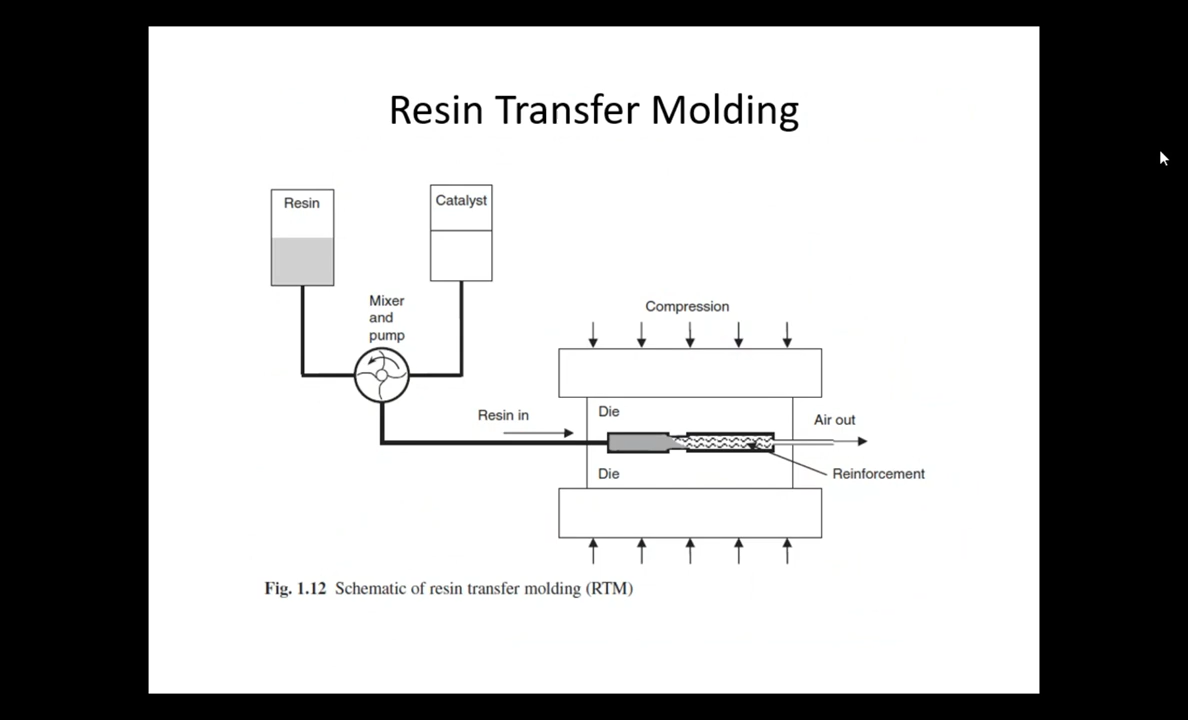 Resin Transfer Molding
Resin
Catalyst
Mixer
and
pump
Compression
Resin in
Die
Air out
Die
Reinforcement
Fig. 1.12 Schematic of resin transfer molding (RTM)